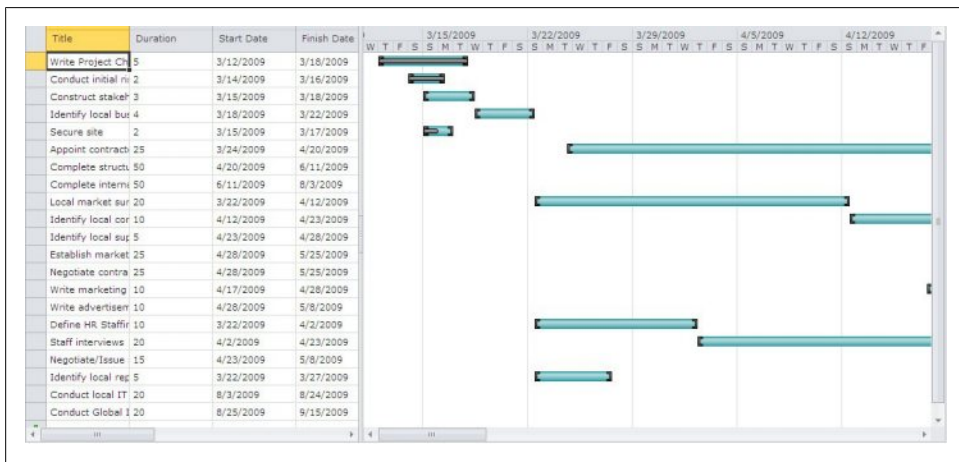 Title Duration Start Date Finish Date
3/15/2009 3/22/2009 3/29/2009 4/5/2009 4/12/2009
W T F S S M T W T F S S M T W T F S S M T W T F S S M T W T F S S M T W T F
Write Project Ch 5 3/12/2009 3/18/2009
Conduct initial ri 2 3/14/2009 3/16/2009
Construct stakeh 3 3/15/2009 3/18/2009
Identify local bus 4 3/18/2009 3/22/2009
Secure site 2 3/15/2009 3/17/2009
Appoint contract 25 3/24/2009 4/20/2009
Complete structu 50 4/20/2009 6/11/2009
Complete interna 50 6/11/2009 8/3/2009
Local market sur 20 3/22/2009 4/12/2009
Identify local cor 10 4/12/2009 4/23/2009
Identify local sup 5 4/23/2009 4/28/2009
Establish market 25 4/28/2009 5/25/2009
Negotiate contra 25 4/28/2009 5/25/2009
Write marketing 10 4/17/2009 4/28/2009
Write advertisem 10 4/28/2009 5/8/2009
Define HR Staffin 10 3/22/2009 4/2/2009
Staff interviews 20 4/2/2009 4/23/2009
Negotiate/Issue 15 4/23/2009 5/8/2009
Identify local rep 5 3/22/2009 3/27/2009
Conduct local IT 20 8/3/2009 8/24/2009
Conduct Global I 20 8/25/2009 9/15/2009